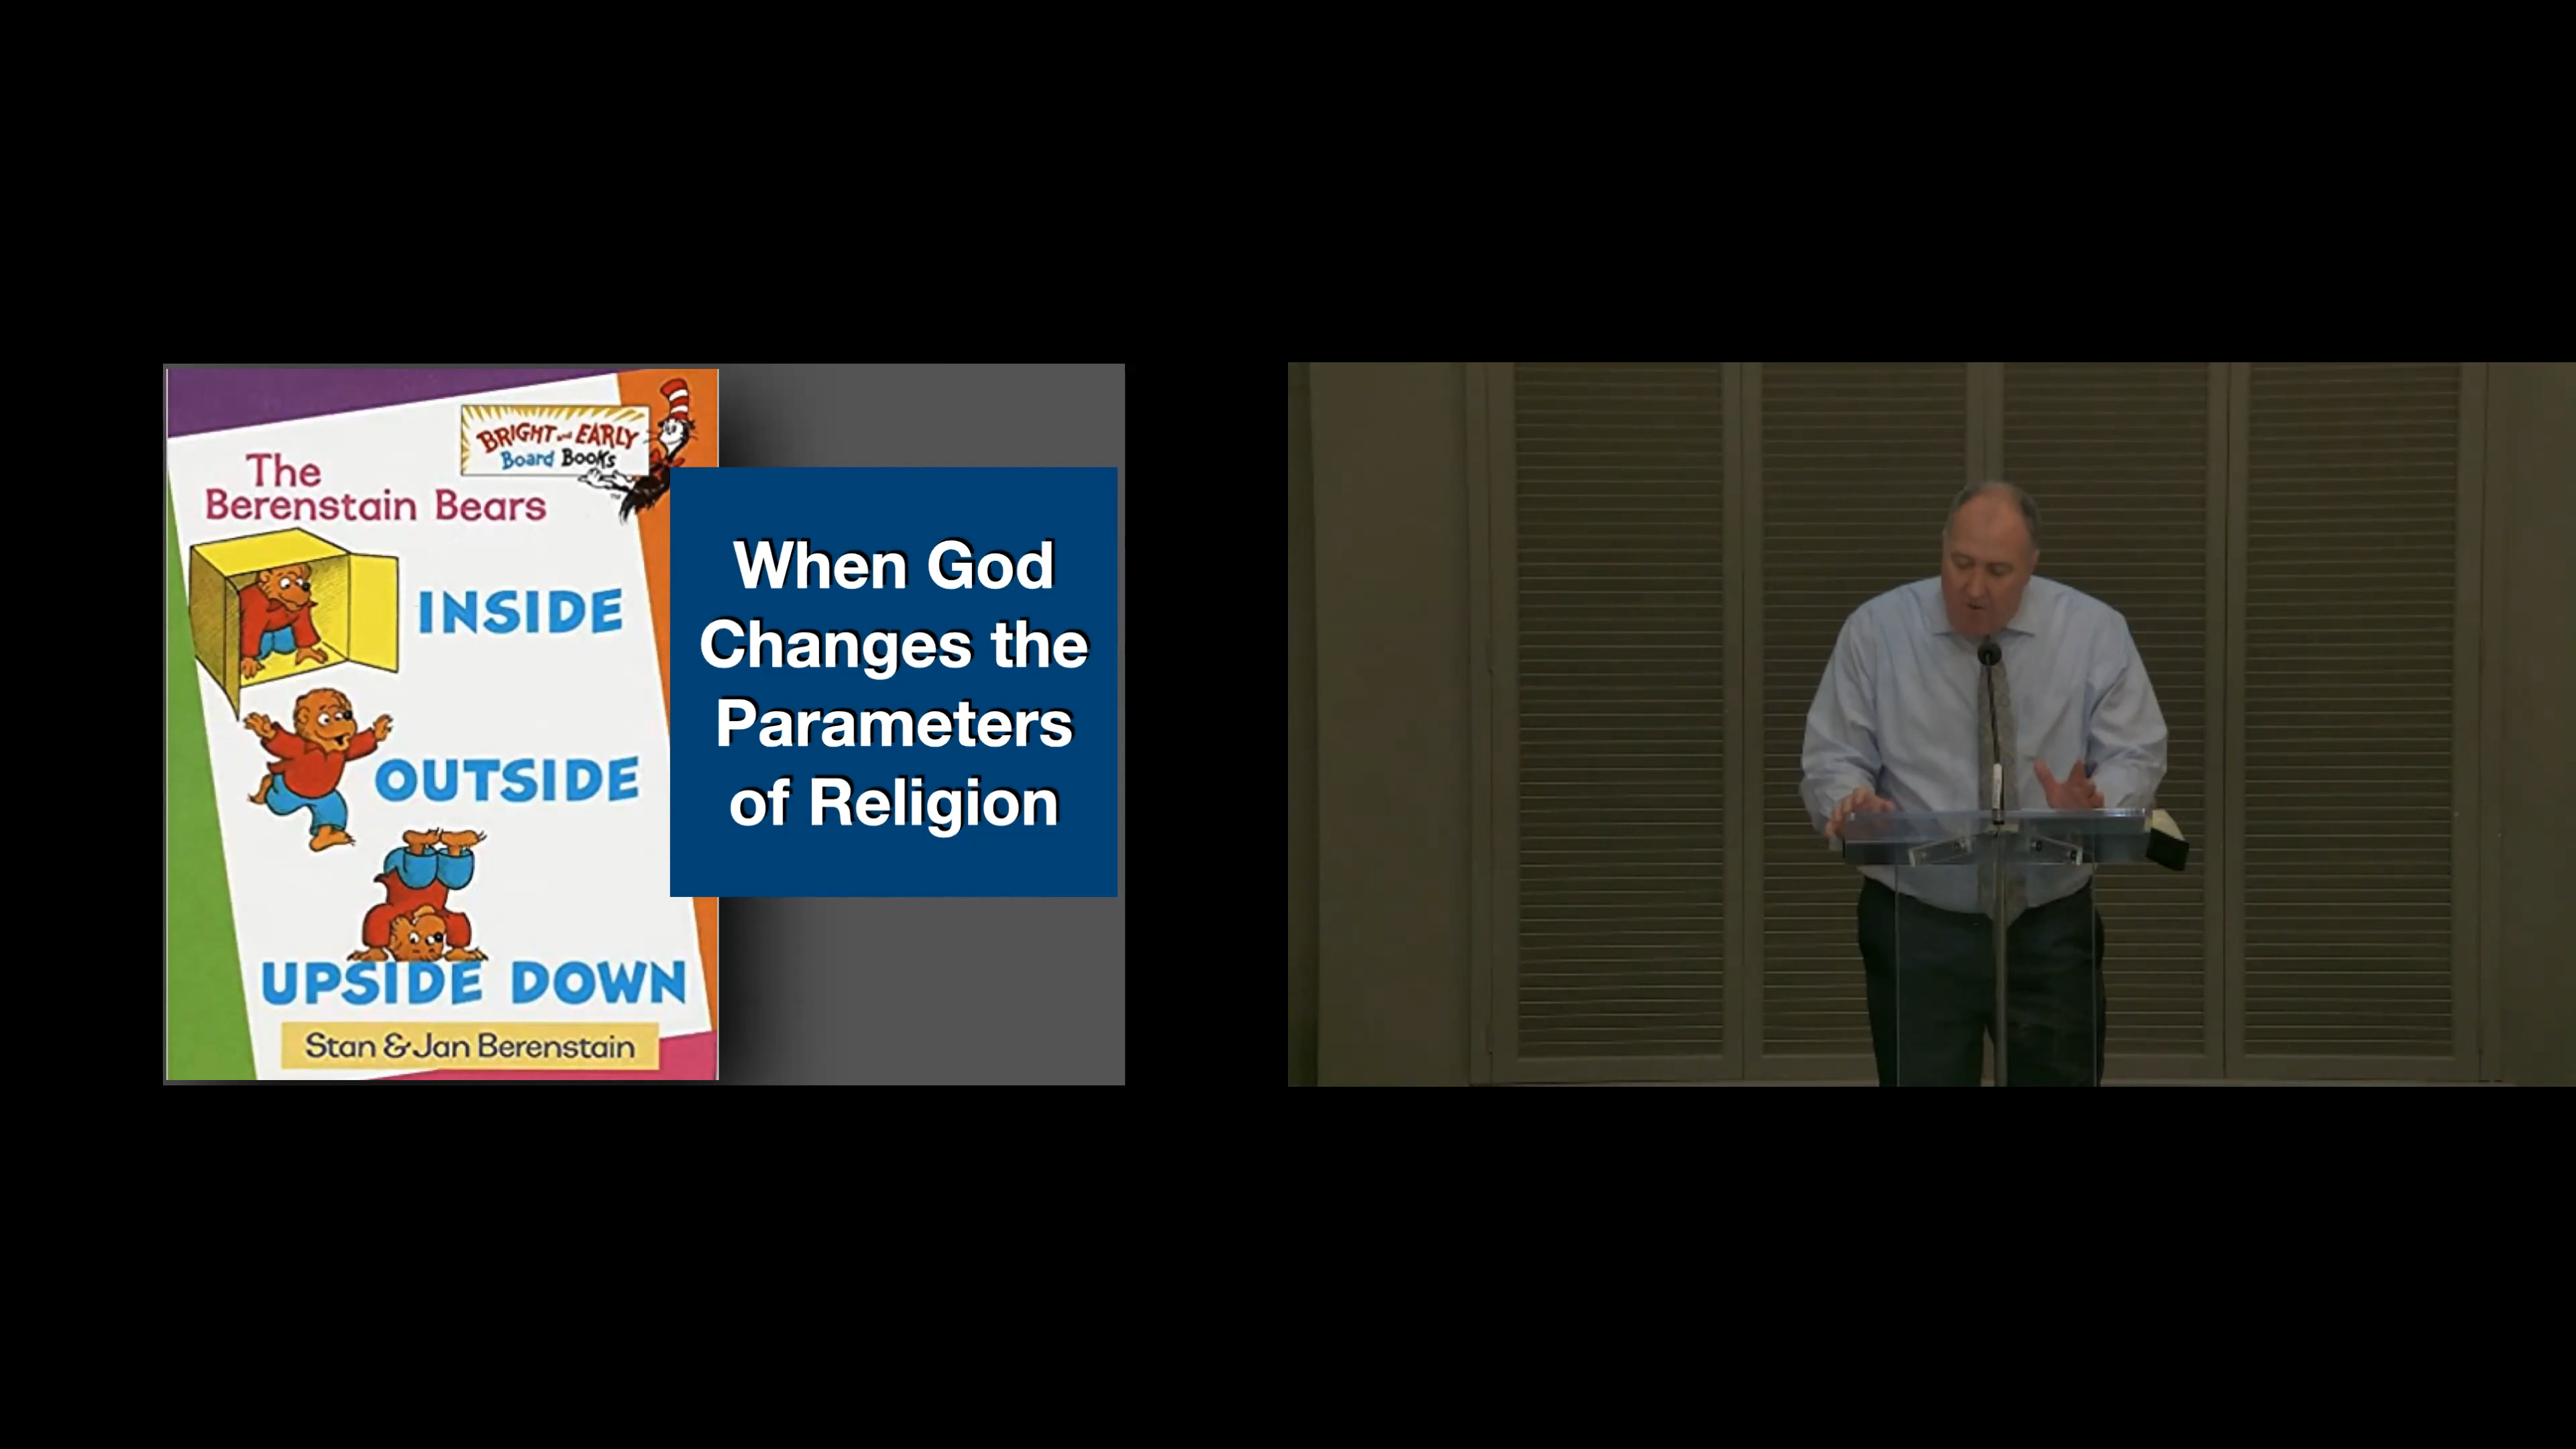 BRIGHT and EARLY
Board Books
TM
The
Berenstain Bears
INSIDE
OUTSIDE
UPSIDE DOWN
Stan & Jan Berenstain
When God
Changes the
Parameters
of Religion